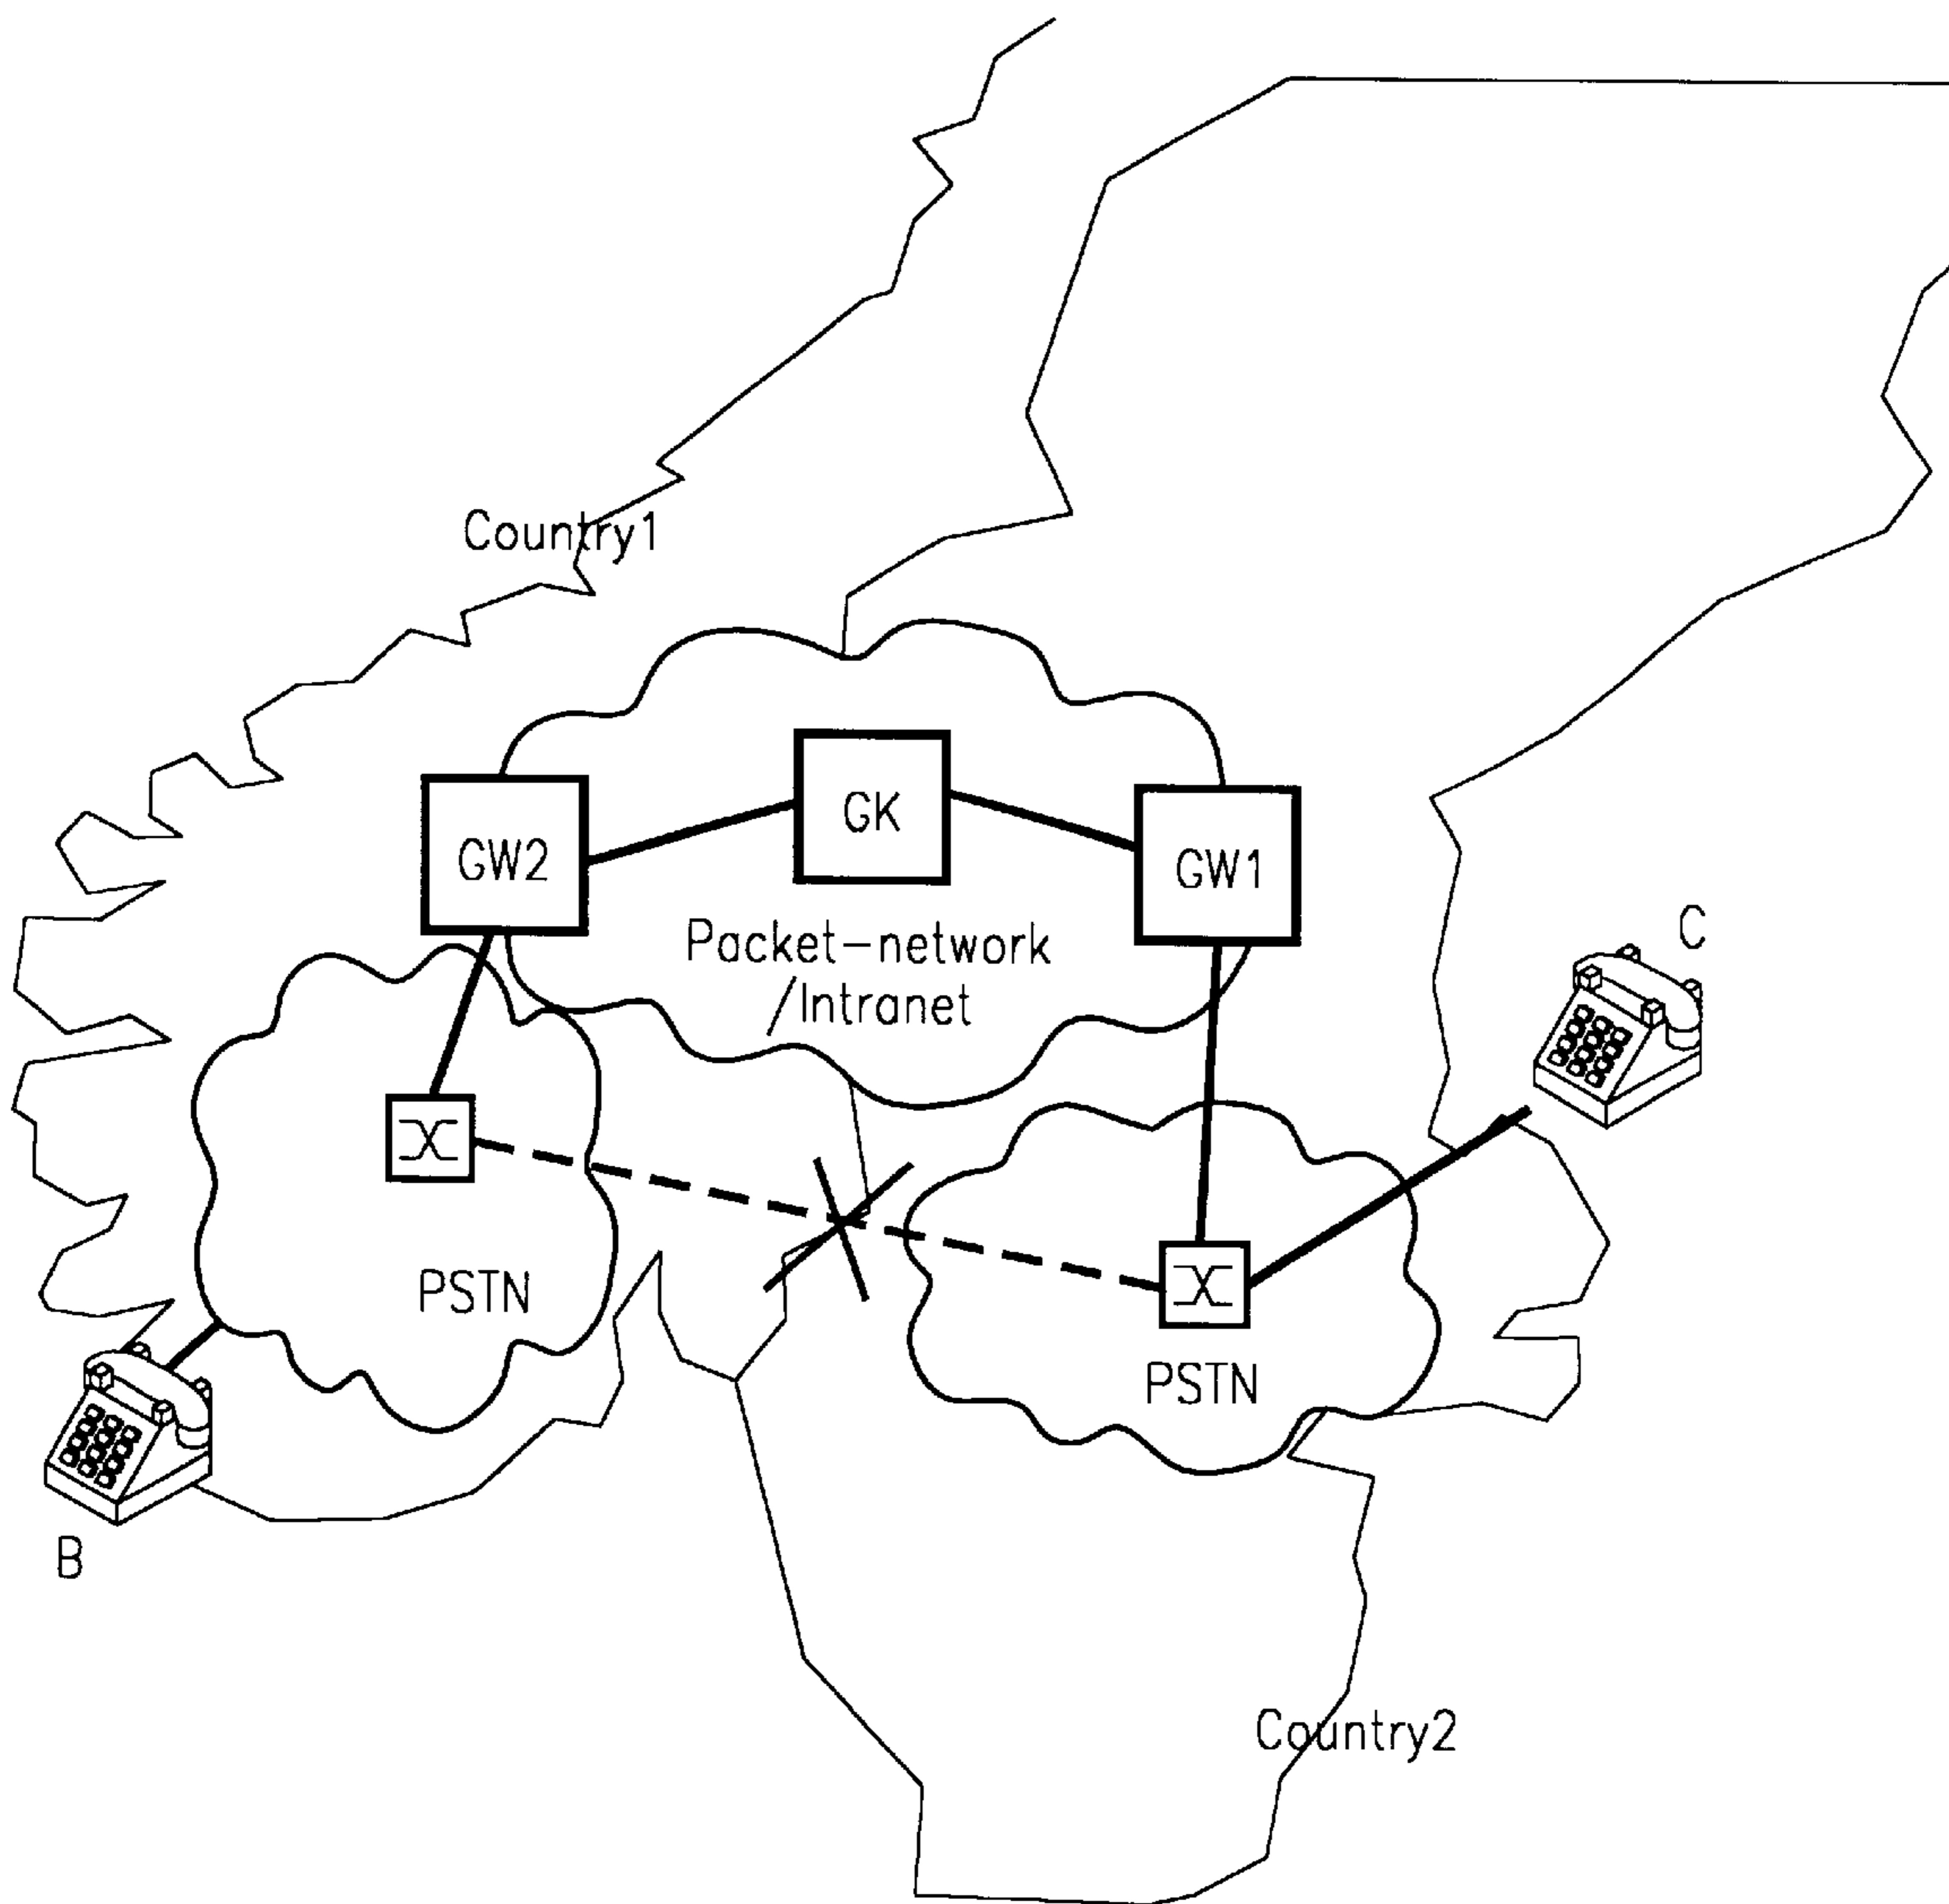 Country1
GK
GW2
GW1
Packet-network
/Intranet
C
PSTN
PSTN
B
Country2